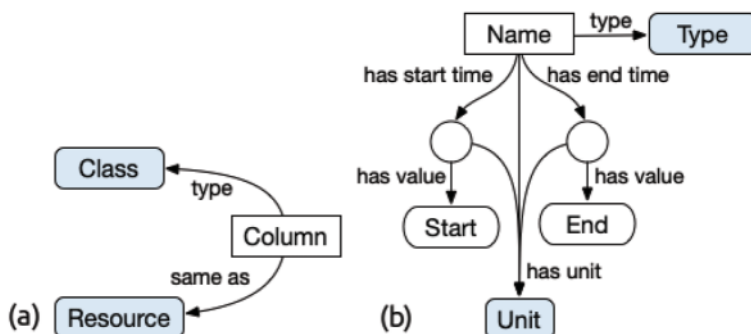 Class
type
Column
same as
(a)
Resource
Name
type
Type
has start time
has end time
has value
has value
Start
End
has unit
(b)
Unit